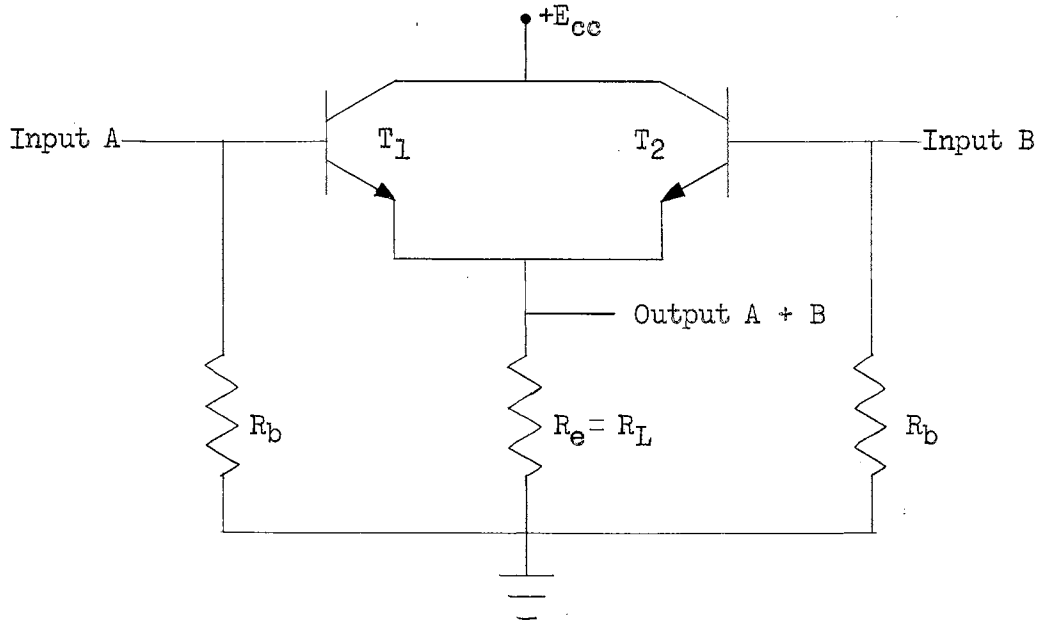 +Ecc
Input A
T1
T2
Input B
Output A + B
Rb
Re = RL
Rb